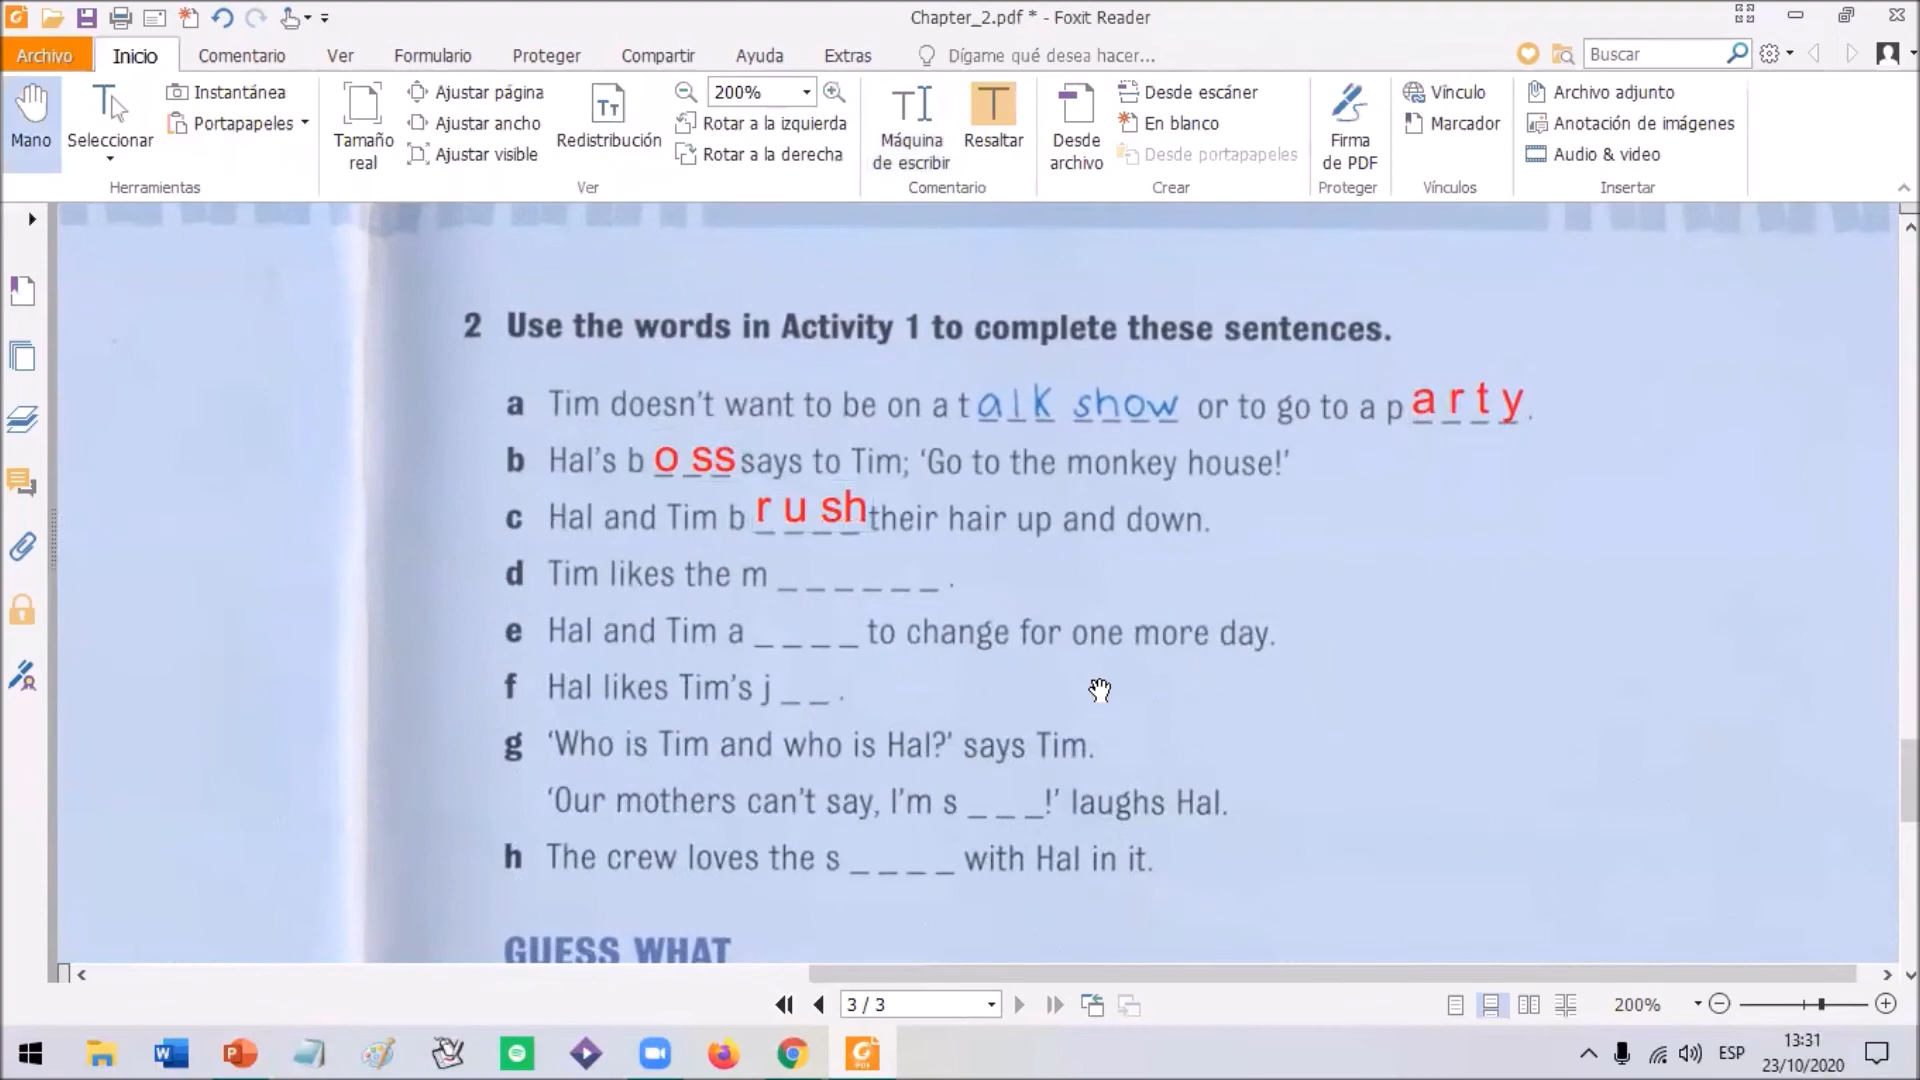 Chapter_2.pdf * - Foxit Reader
Archivo Inicio Comentario Ver Formulario Proteger Compartir Ayuda Extras Dígame qué desea hacer... Buscar
Mano Seleccionar Instantánea Portapapeles
Herramientas
Tamaño real Ajustar página Ajustar ancho Ajustar visible Redistribución 200% Rotar a la izquierda Rotar a la derecha
Ver
Máquina de escribir Resaltar
Comentario
Desde archivo Desde escáner En blanco Desde portapapeles
Crear
Firma de PDF
Proteger
Vínculo Marcador
Vínculos
Archivo adjunto Anotación de imágenes Audio & video
Insertar
2 Use the words in Activity 1 to complete these sentences.
a Tim doesn't want to be on a talk show or to go to a party.
b Hal's b oss says to Tim; 'Go to the monkey house!'
c Hal and Tim b r u sh their hair up and down.
d Tim likes the m _ _ _ _ _ _ .
e Hal and Tim a _ _ _ _ to change for one more day.
f Hal likes Tim's j _ _ .
g 'Who is Tim and who is Hal?' says Tim.
'Our mothers can't say, I'm s _ _ _!' laughs Hal.
h The crew loves the s _ _ _ _ with Hal in it.
GUESS WHAT
3 / 3
200%
ESP
13:31
23/10/2020